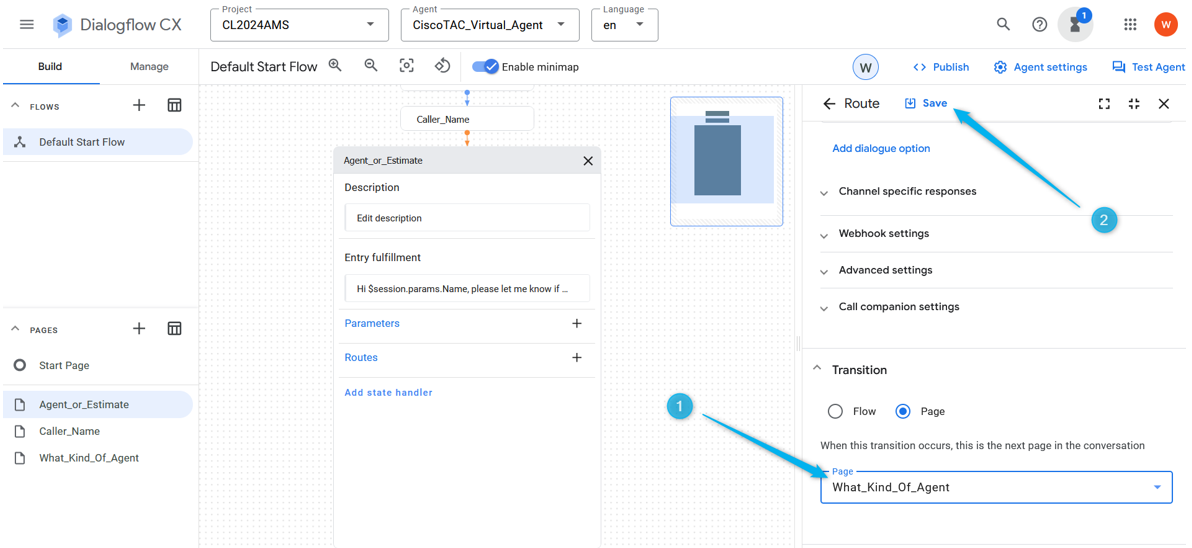 Dialogflow CX
Project
CL2024AMS
Agent
CiscoTAC_Virtual_Agent
Language
en
1
W
Build
Manage
Default Start Flow
Enable minimap
W
Publish
Agent settings
Test Agent
FLOWS
Default Start Flow
PAGES
Start Page
Agent_or_Estimate
Caller_Name
What_Kind_Of_Agent
Caller_Name
Agent_or_Estimate
Description
Edit description
Entry fulfillment
Hi $session.params.Name, please let me know if ...
Parameters
Routes
Add state handler
Route
Save
Add dialogue option
2
Channel specific responses
Webhook settings
Advanced settings
Call companion settings
Transition
1
Flow
Page
When this transition occurs, this is the next page in the conversation
Page
What_Kind_Of_Agent